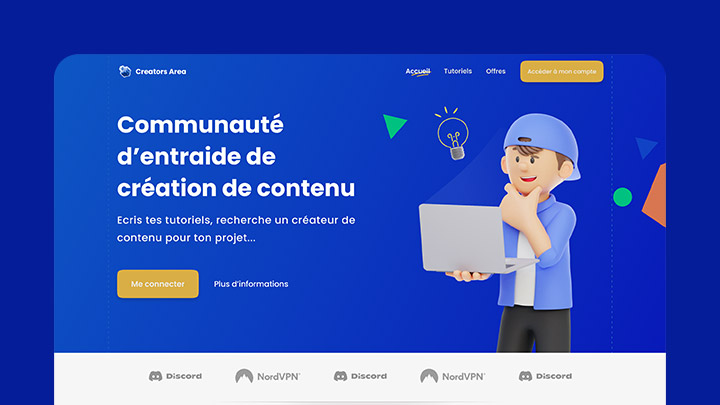 Creators Area
Accueil
Tutoriels
Offres
Accéder à mon compte
Communauté
d’entraide de
création de contenu
Ecris tes tutoriels, recherche un créateur de
contenu pour ton projet...
Me connecter
Plus d’informations
Discord
NordVPN
Discord
NordVPN
Discord